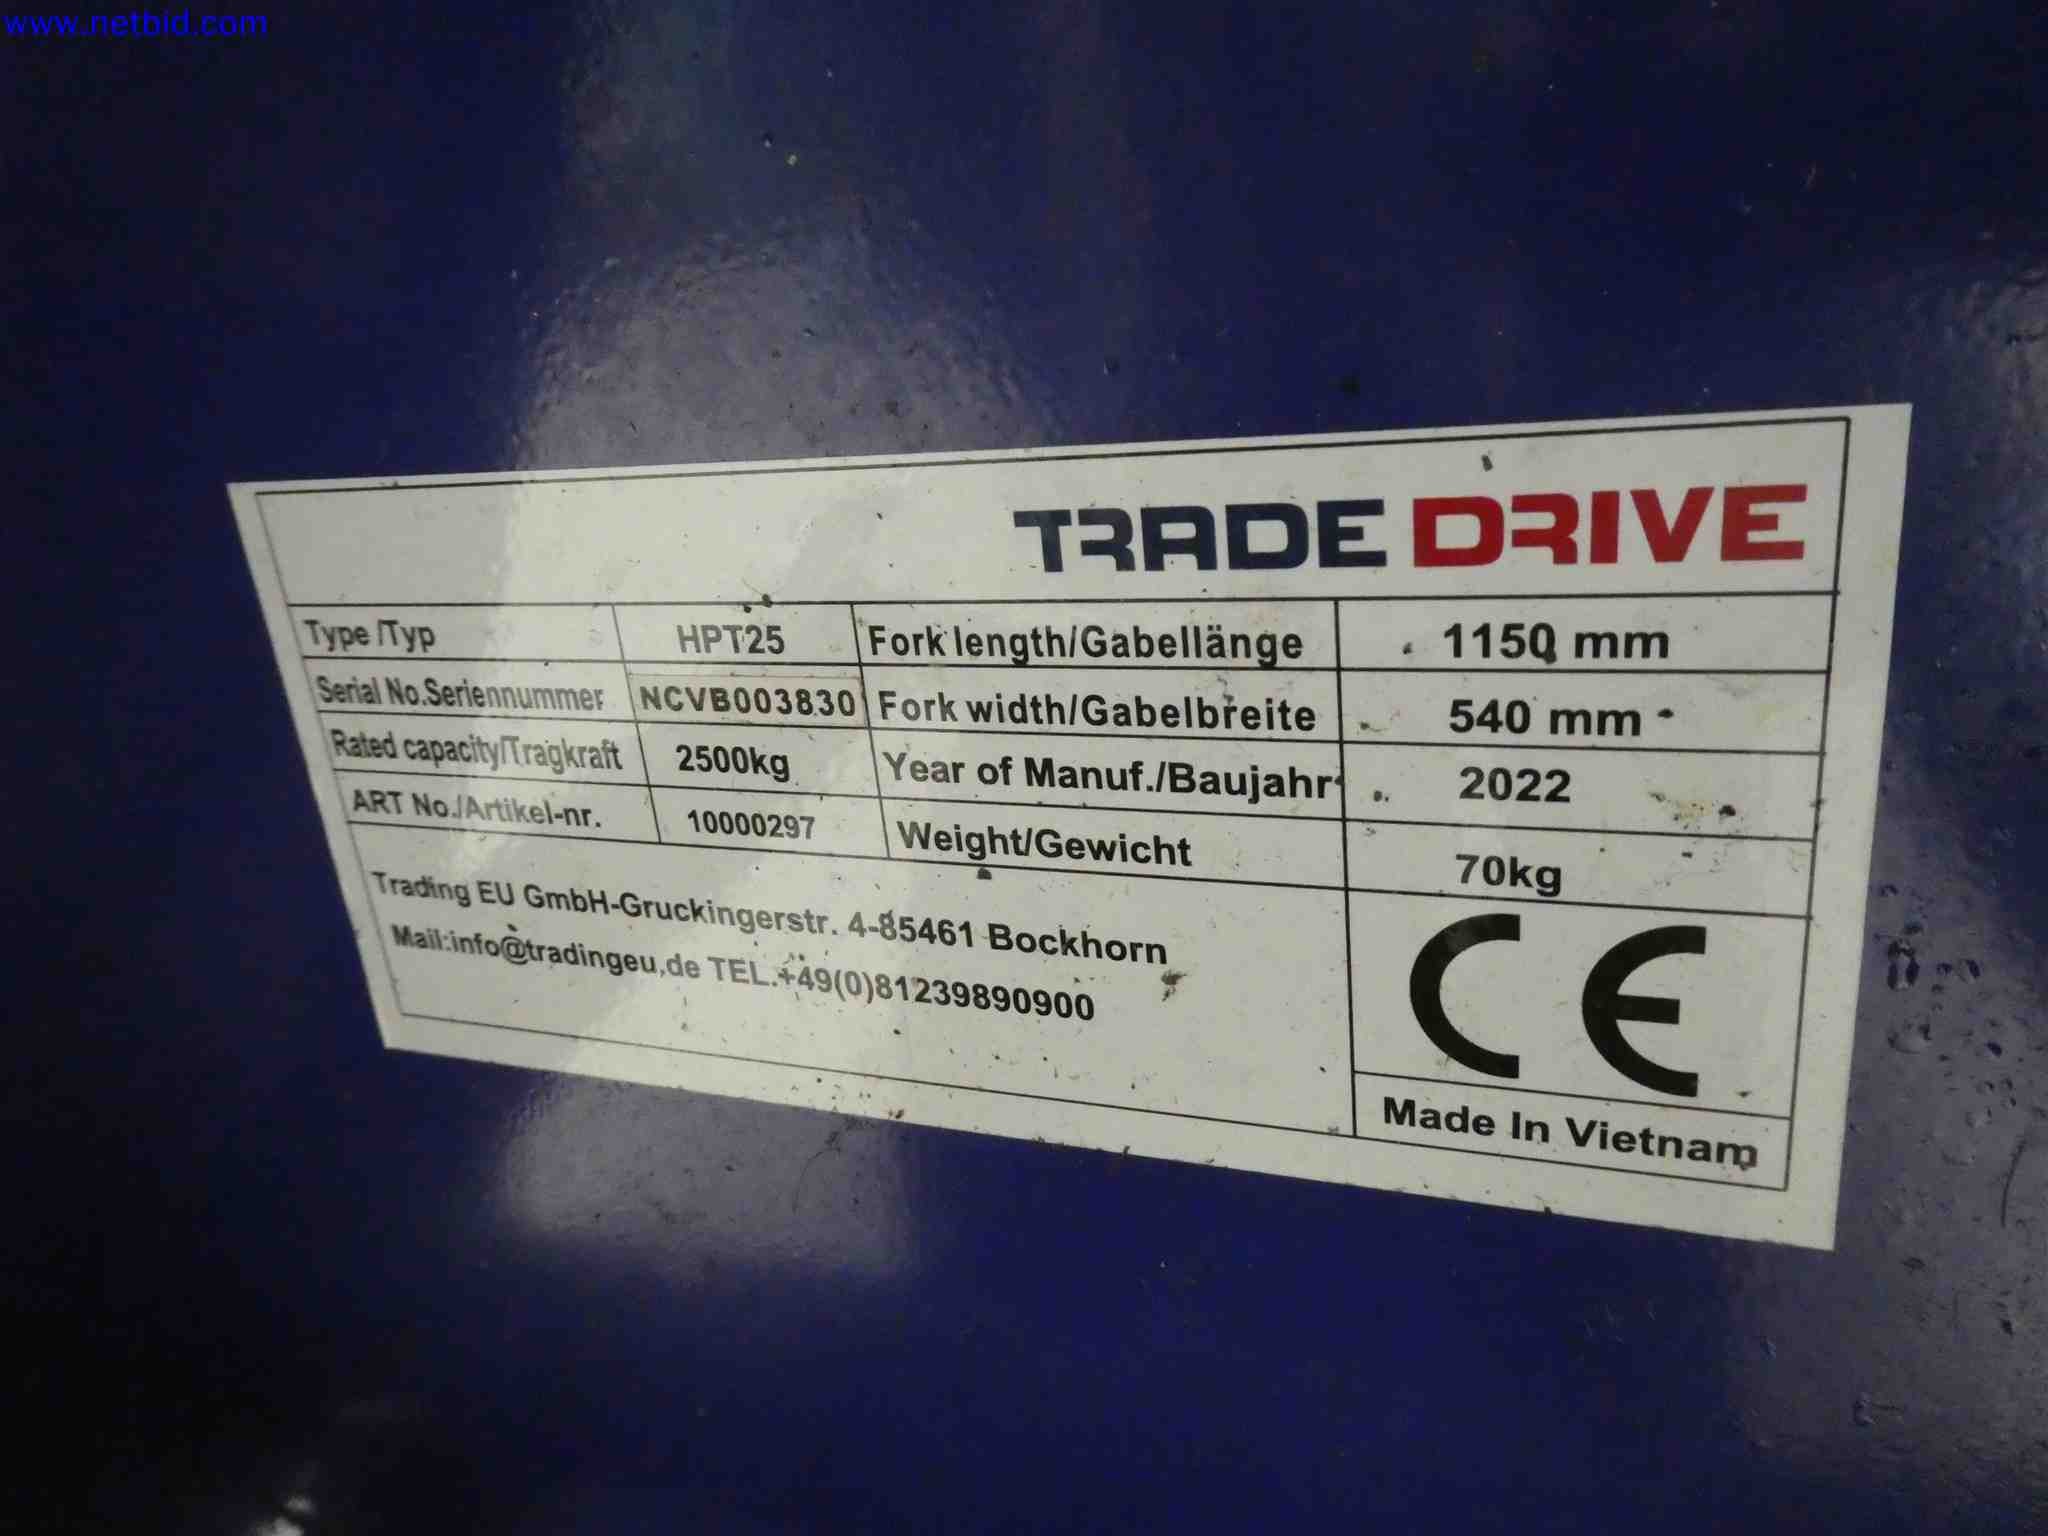 www.netbid.com
TRADE DRIVE
Type /Typ HPT25 Fork length/Gabellänge 1150 mm
Serial No.Seriennummer NCVB003830 Fork width/Gabelbreite 540 mm
Rated capacity/Tragkraft 2500kg Year of Manuf./Baujahr 2022
ART No./Artikel-nr. 10000297 Weight/Gewicht 70kg
Trading EU GmbH-Gruckingerstr. 4-85461 Bockhorn
Mail:info@tradingeu,de TEL.+49(0)81239890900
CE
Made In Vietnam